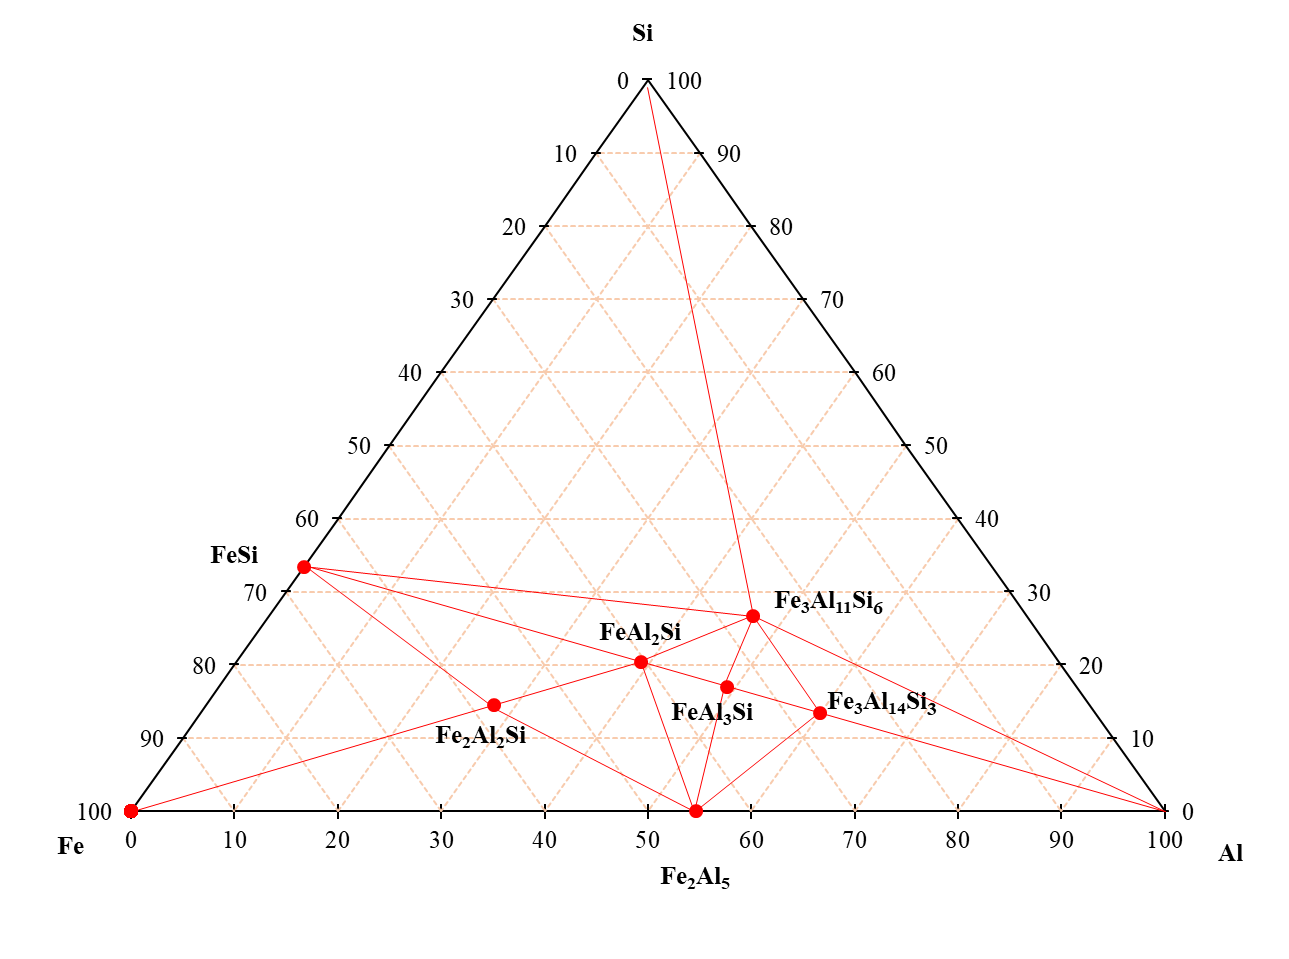 Si
0 100
10 90
20 80
30 70
40 60
50 50
60 40
FeSi
70 30
Fe₃Al₁₁Si₆
FeAl₂Si
80 20
Fe₃Al₁₄Si₃
FeAl₃Si
Fe₂Al₂Si
90 10
100 0
0 10 20 30 40 50 60 70 80 90 100
Fe Al
Fe₂Al₅